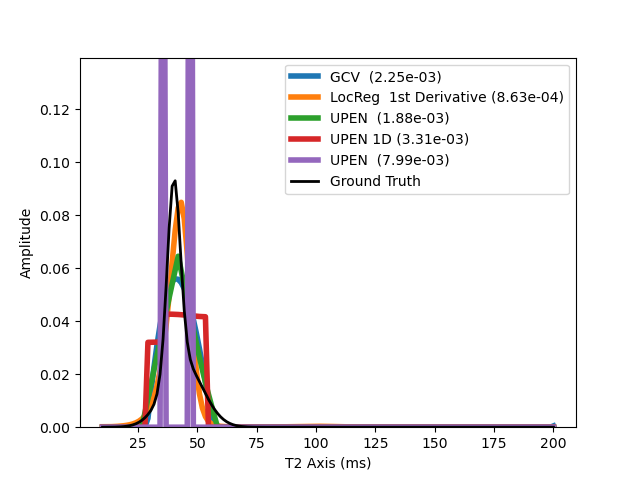 GCV  (2.25e-03)
LocReg  1st Derivative (8.63e-04)
UPEN  (1.88e-03)
UPEN 1D (3.31e-03)
UPEN  (7.99e-03)
Ground Truth
0.12
0.10
0.08
0.06
0.04
0.02
0.00
Amplitude
25 50 75 100 125 150 175 200
T2 Axis (ms)